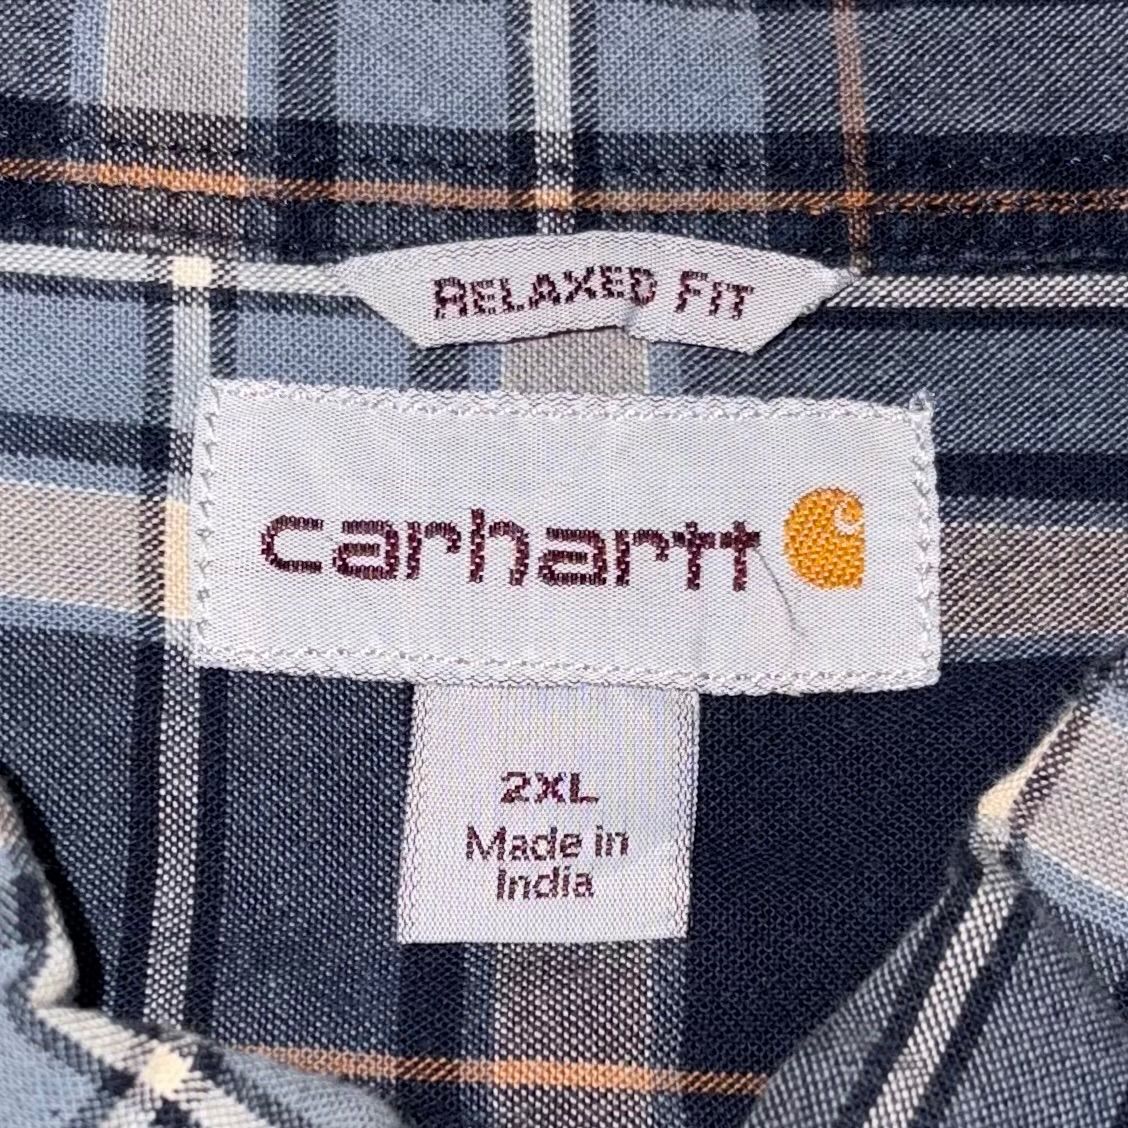 RELAXED FIT
carhartt
2XL
Made in
India